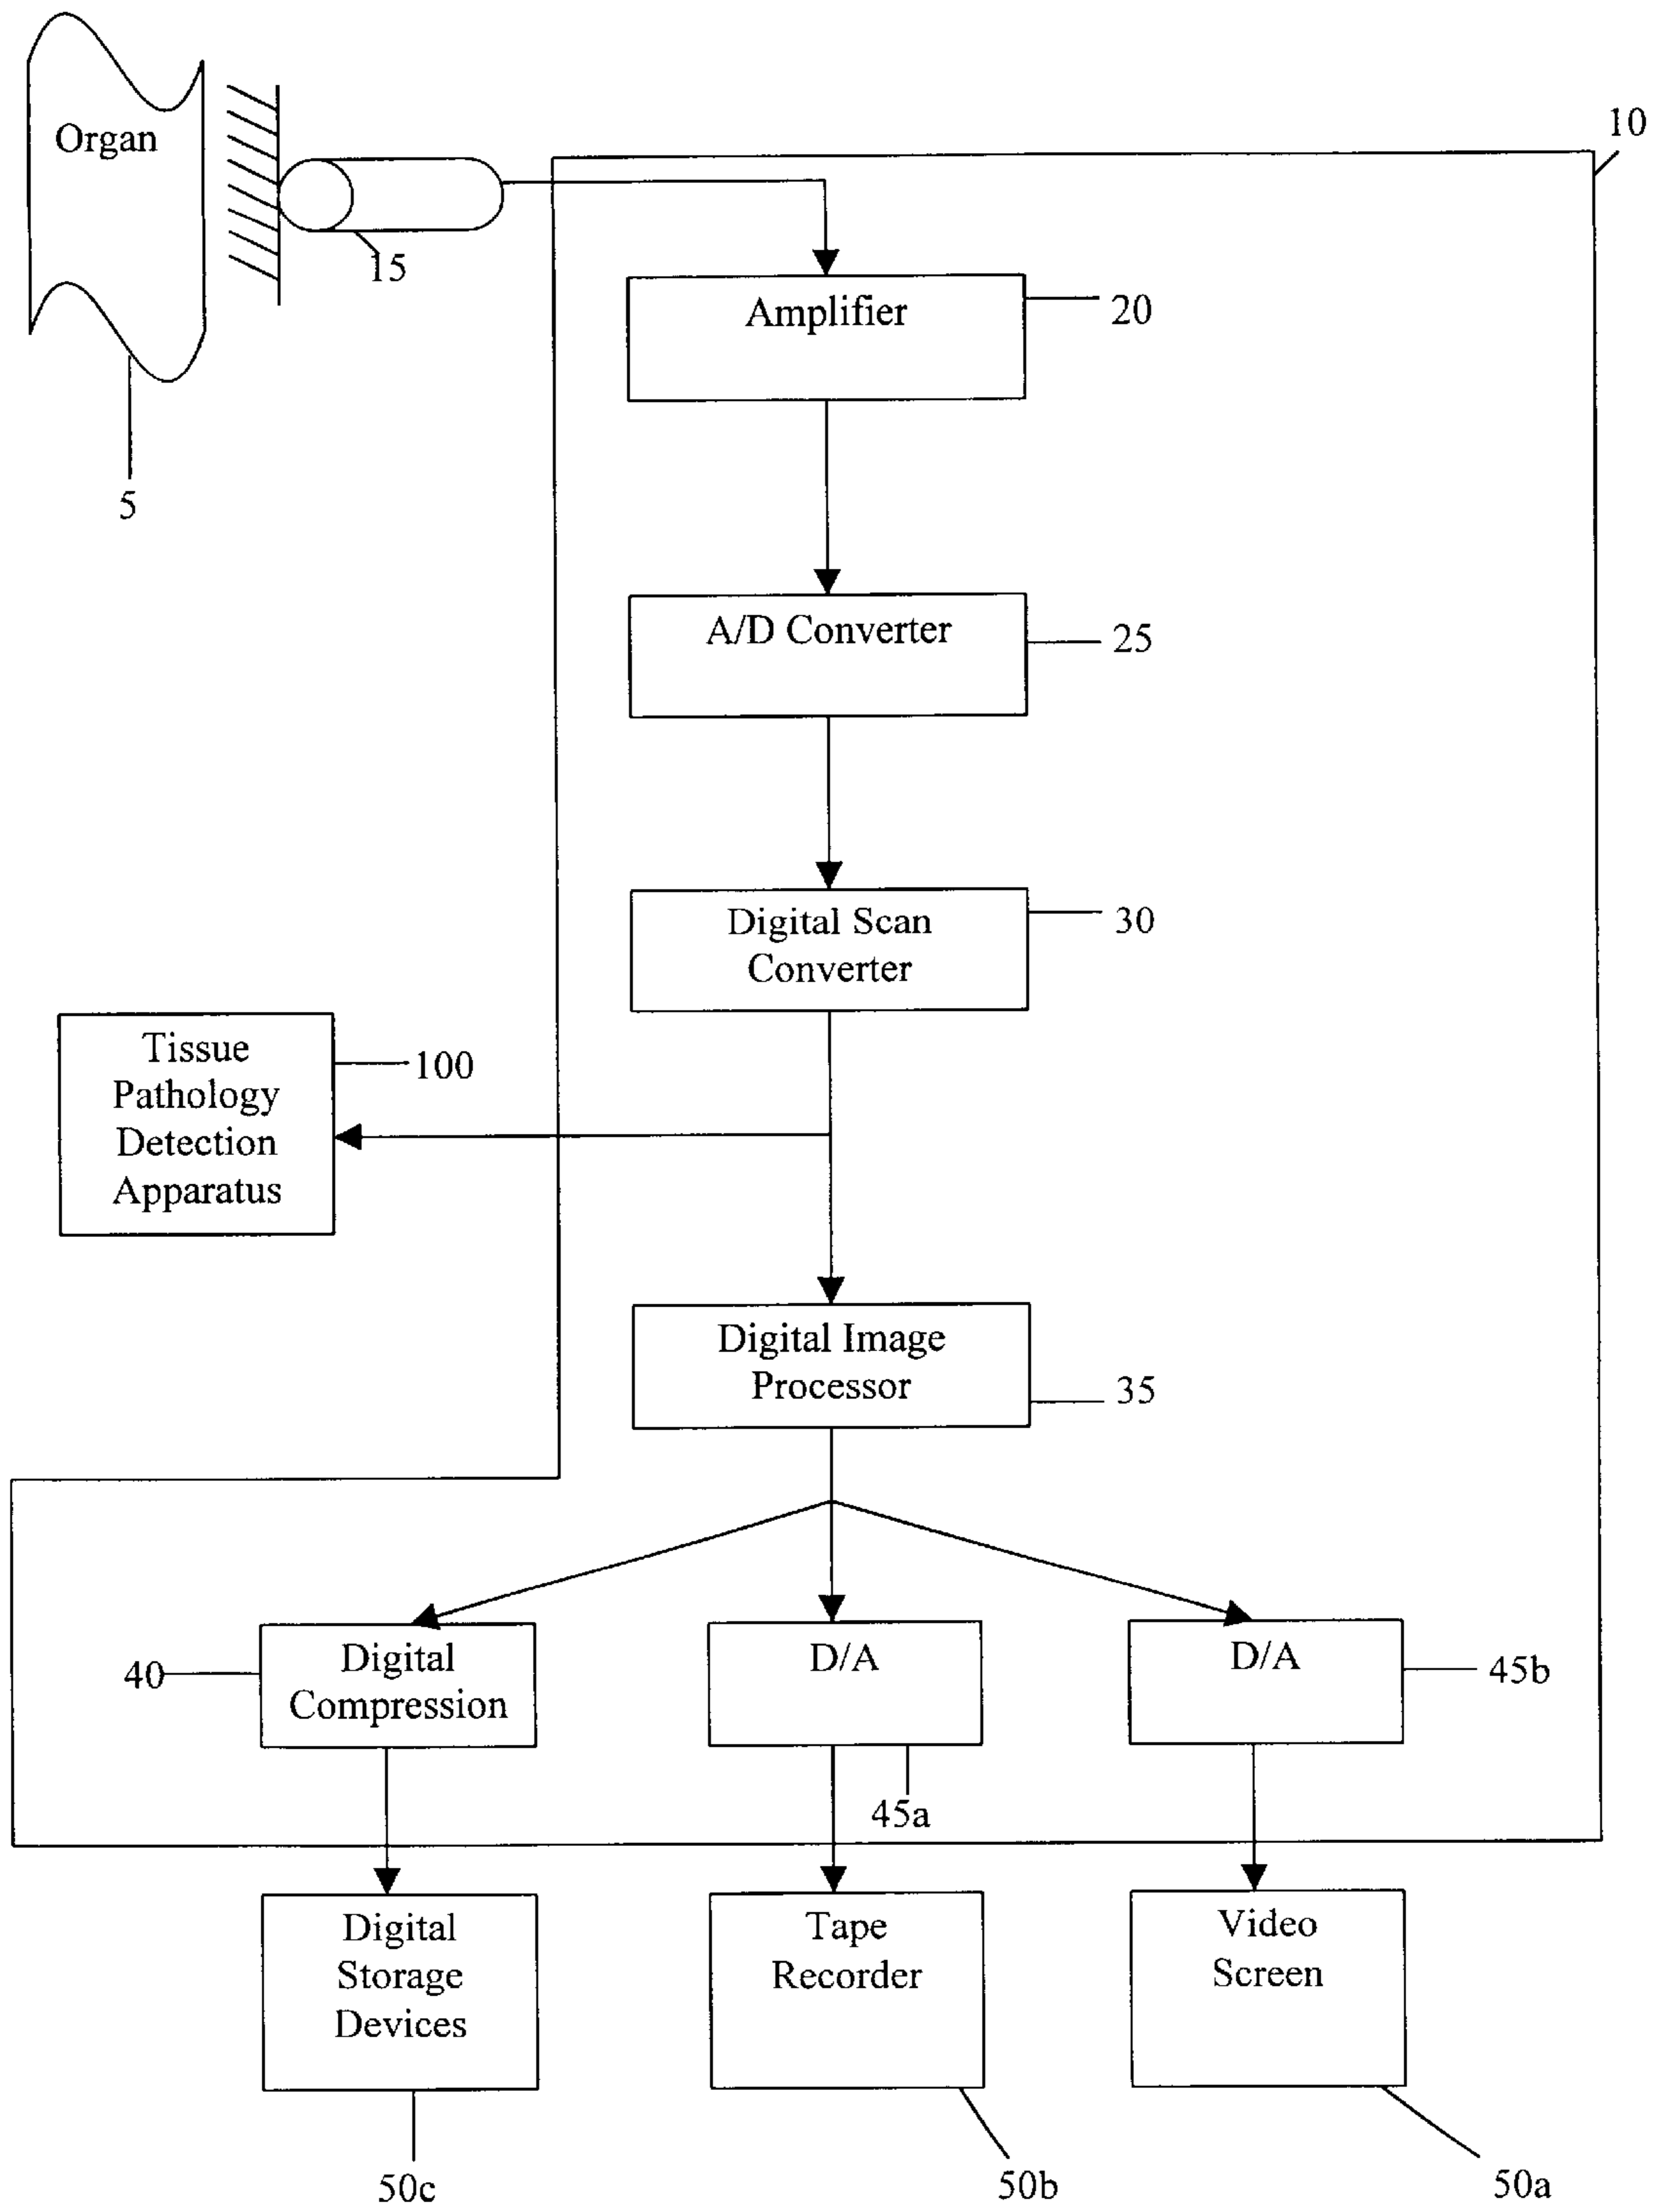 Organ
10
15
Amplifier
20
5
A/D Converter
25
Digital Scan
Converter
30
Tissue
Pathology
Detection
Apparatus
100
Digital Image
Processor
35
Digital
Compression
40
D/A
45a
D/A
45b
Digital
Storage
Devices
Tape
Recorder
Video
Screen
50c
50b
50a